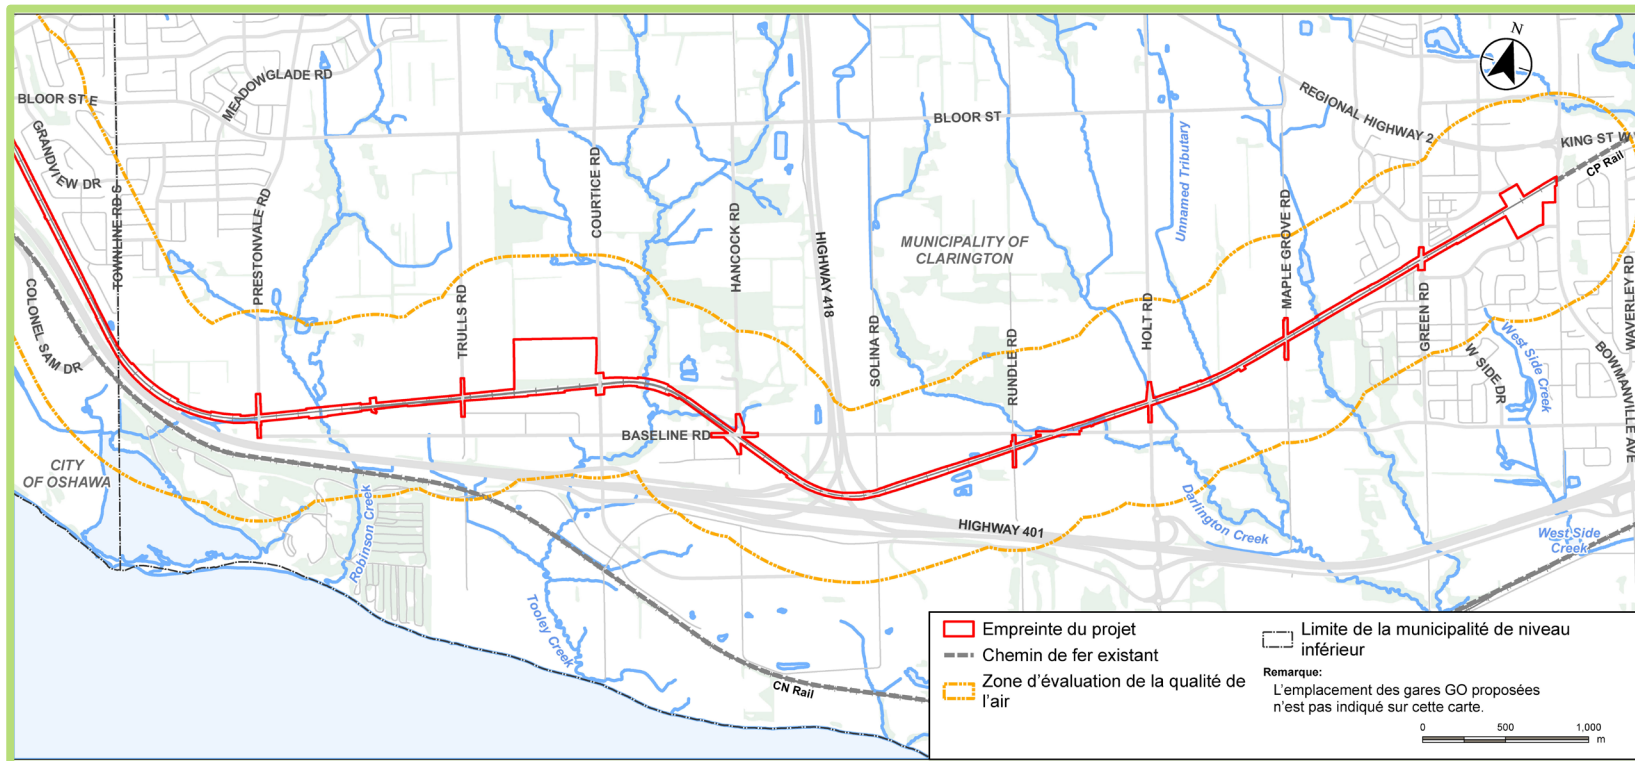 N
MEADOWGLADE RD
BLOOR ST E
REGIONAL HIGHWAY 2
BLOOR ST
KING ST W
CP Rail
GRANDVIEW DR
TOWNLINE RD S
PRESTONVALE RD
COURTICE RD
HANCOCK RD
HIGHWAY 418
Unnamed Tributary
MAPLE GROVE RD
MUNICIPALITY OF
CLARINGTON
COLONEL SAM DR
TRULLS RD
SOLINA RD
RUNDLE RD
HOLT RD
GREEN RD
WAVERLEY RD
W SIDE DR
West Side Creek
BOWMANVILLE AVE
BASELINE RD
CITY
OF OSHAWA
Robinson Creek
HIGHWAY 401
Darlington Creek
West Side
Creek
Tooley Creek
CN Rail
Empreinte du projet
Chemin de fer existant
Zone d'évaluation de la qualité de
l'air
Limite de la municipalité de niveau
inférieur
Remarque:
L'emplacement des gares GO proposées
n'est pas indiqué sur cette carte.
0 500 1,000
m